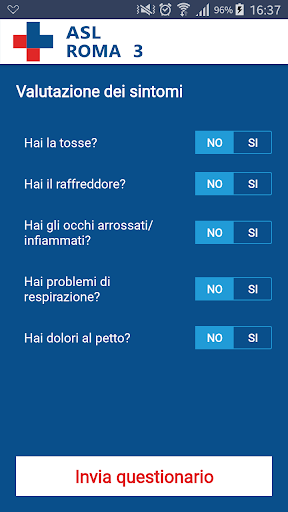 96% 16:37
ASL
ROMA 3
Valutazione dei sintomi
Hai la tosse? NO SI
Hai il raffreddore? NO SI
Hai gli occhi arrossati/
infiammati? NO SI
Hai problemi di
respirazione? NO SI
Hai dolori al petto? NO SI
Invia questionario